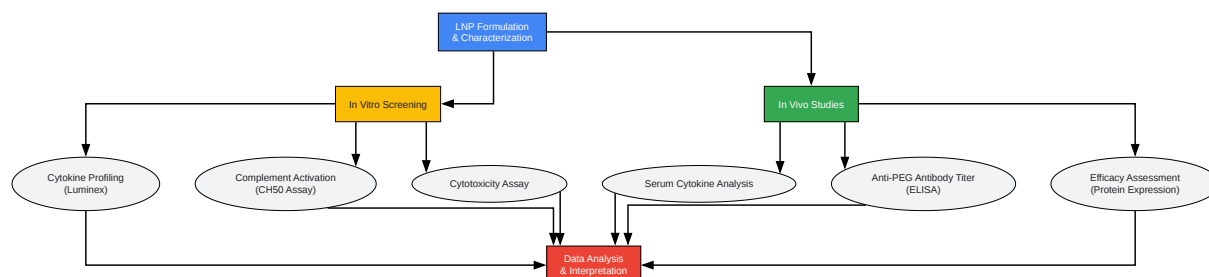 LNP Formulation
& Characterization
In Vitro Screening
In Vivo Studies
Cytokine Profiling
(Luminex)
Complement Activation
(CH50 Assay)
Cytotoxicity Assay
Serum Cytokine Analysis
Anti-PEG Antibody Titer
(ELISA)
Efficacy Assessment
(Protein Expression)
Data Analysis
& Interpretation